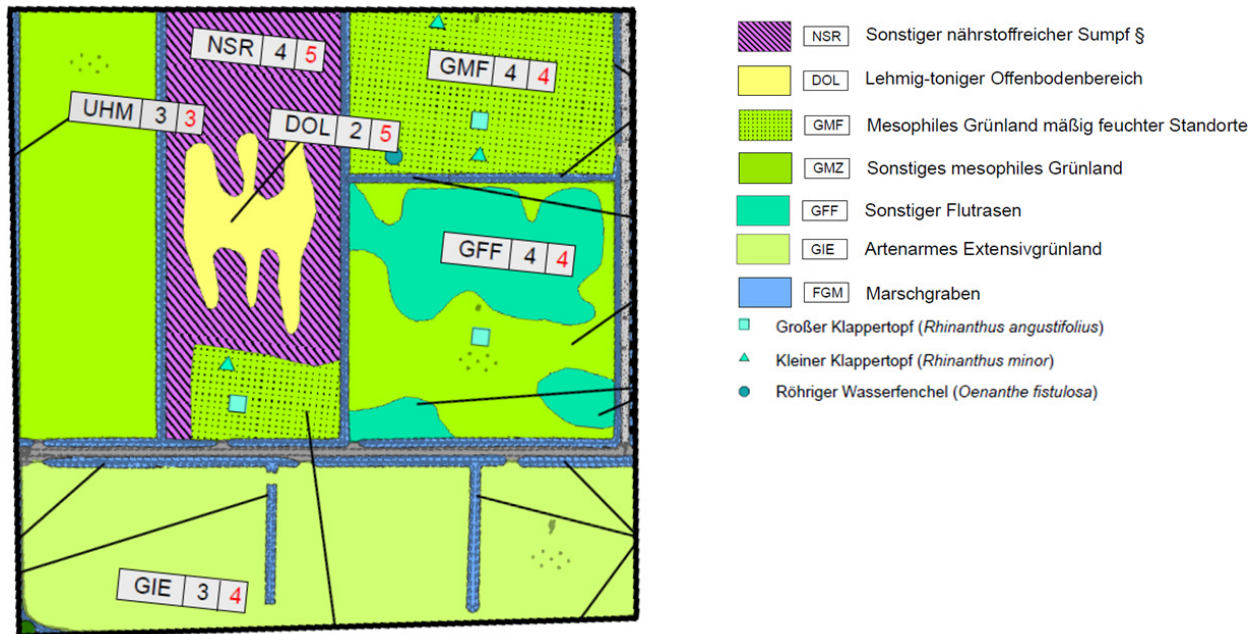 NSR 4 5
GMF 4 4
UHM 3 3
DOL 2 5
GFF 4 4
GIE 3 4
NSR Sonstiger nährstoffreicher Sumpf §
DOL Lehmig-toniger Offenbodenbereich
GMF Mesophiles Grünland mäßig feuchter Standorte
GMZ Sonstiges mesophiles Grünland
GFF Sonstiger Flutrasen
GIE Artenarmes Extensivgrünland
FGM Marschgraben
Großer Klappertopf (Rhinanthus angustifolius)
Kleiner Klappertopf (Rhinanthus minor)
Röhriger Wasserfenchel (Oenanthe fistulosa)